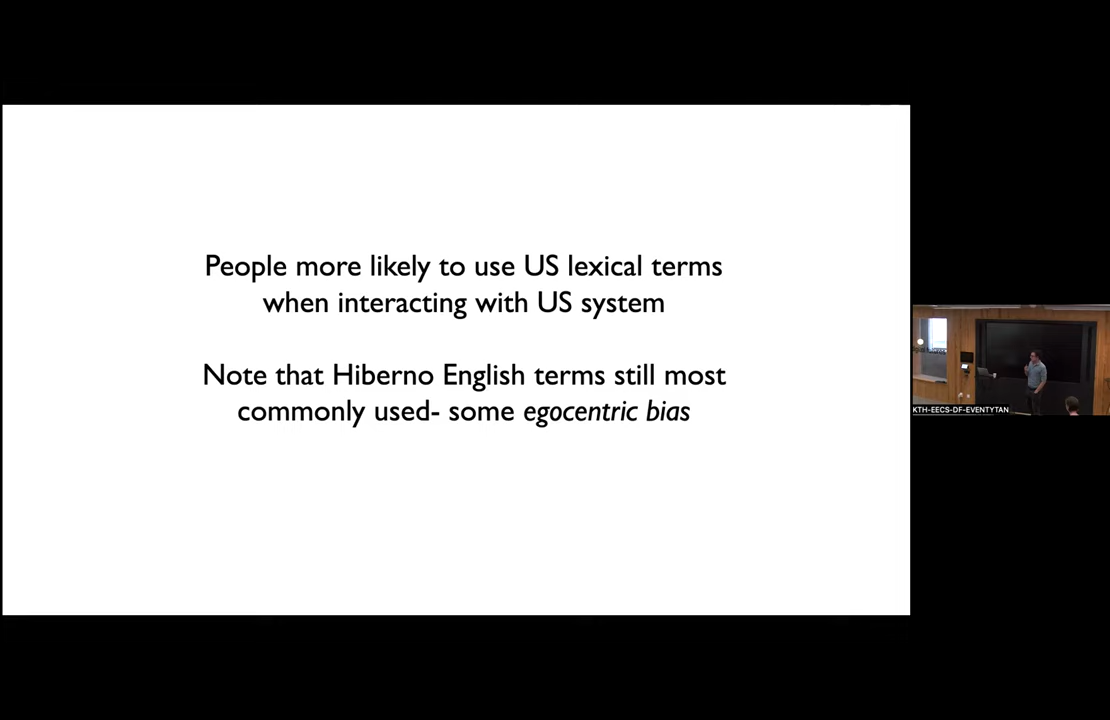 People more likely to use US lexical terms
when interacting with US system
Note that Hiberno English terms still most
commonly used- some egocentric bias
KTH-EECS-DF-EVENTYTAN